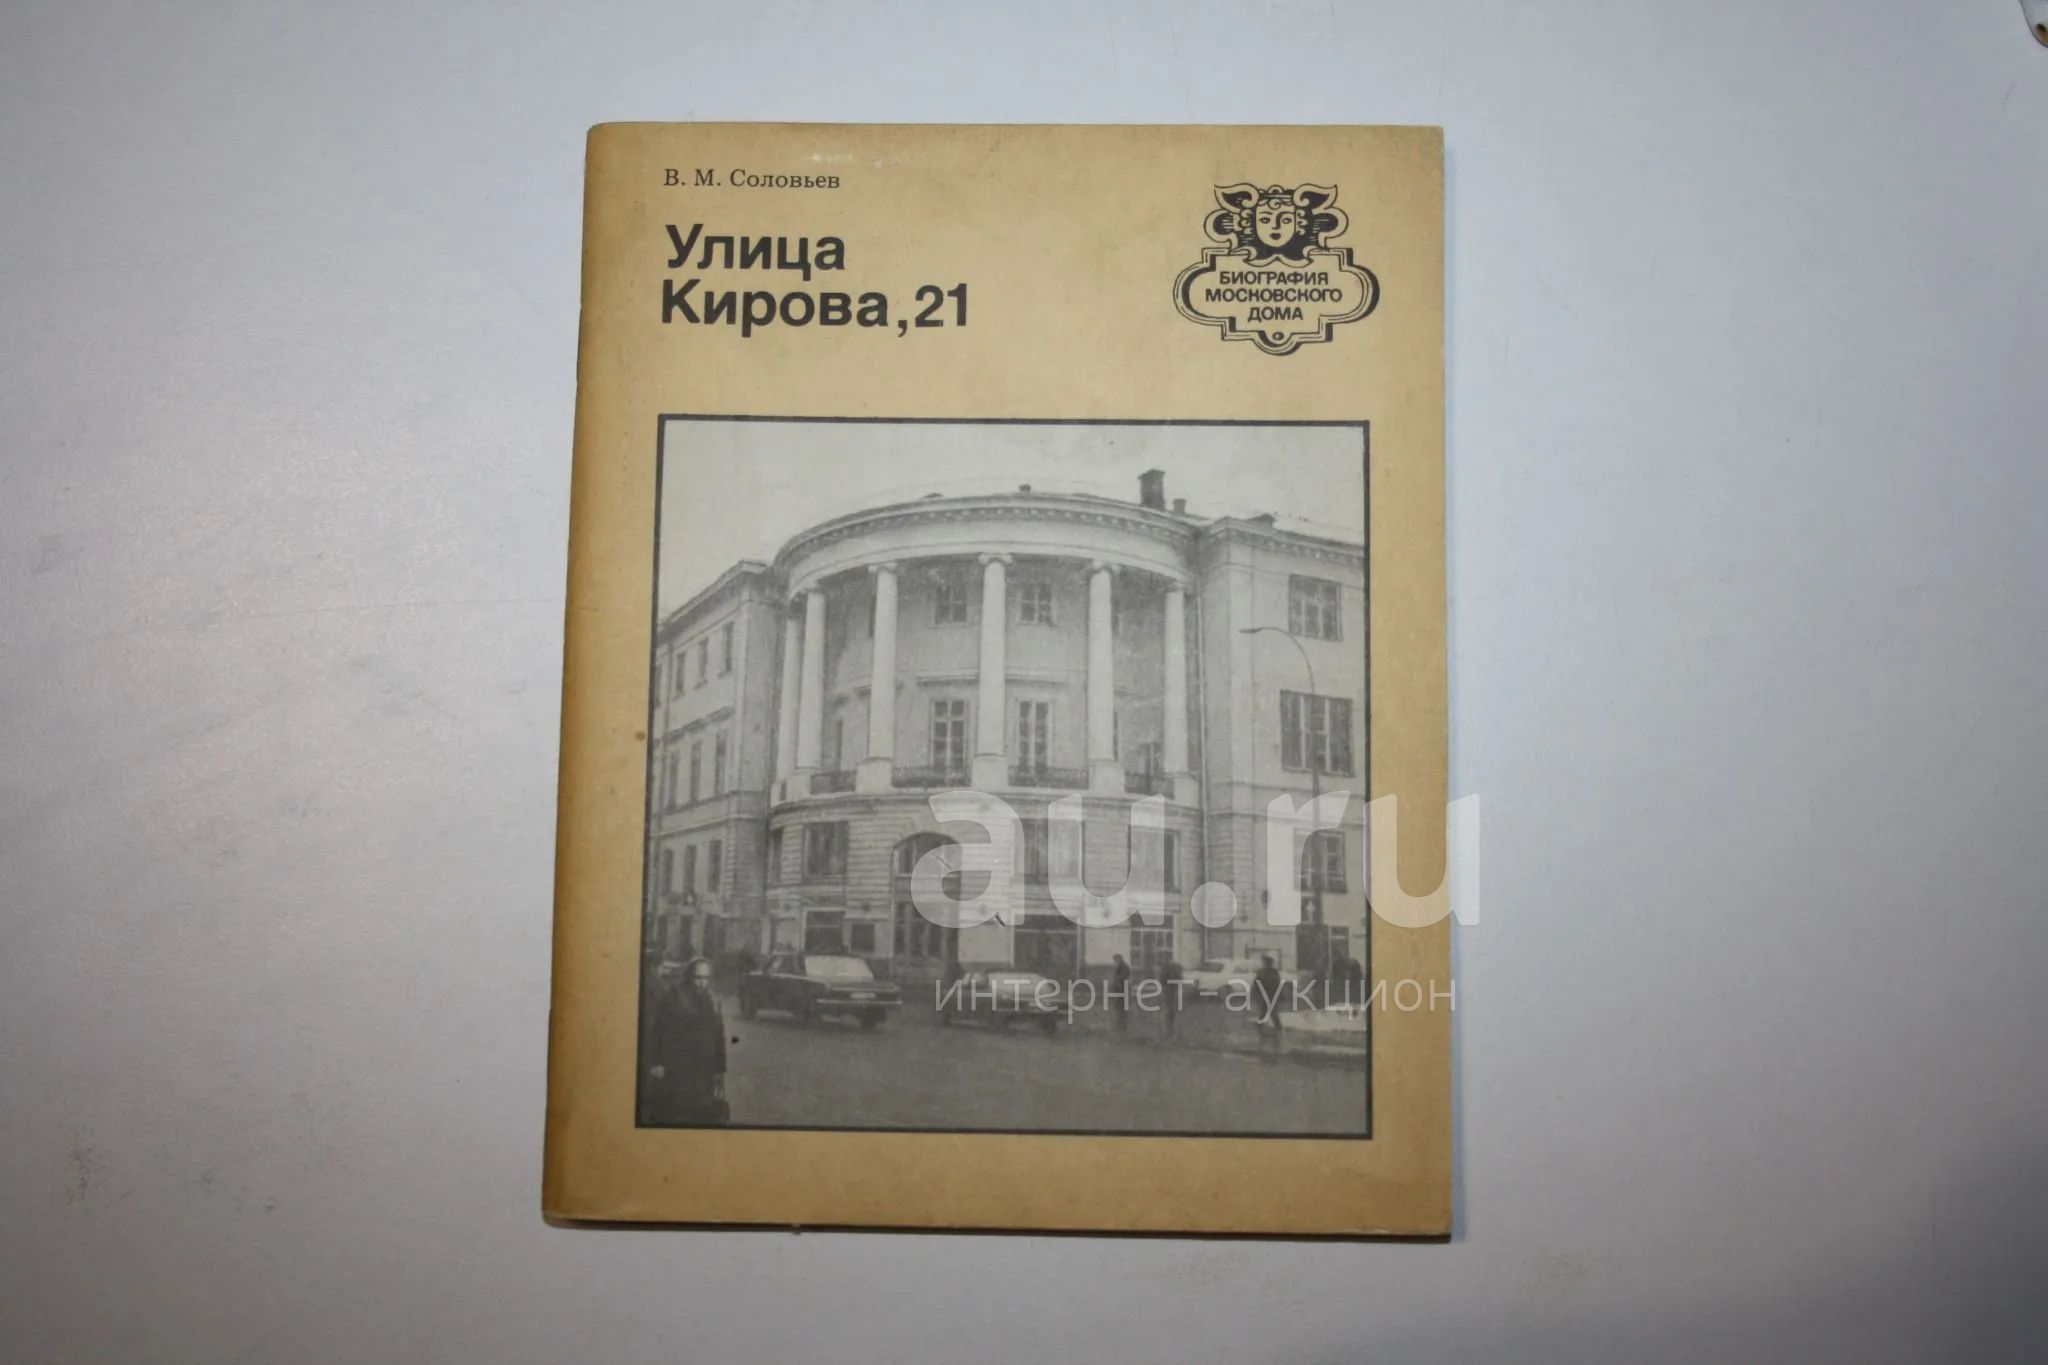 В. М. Соловьев
Улица
Кирова, 21
БИОГРАФИЯ
МОСКОВСКОГО
ДОМА
au.ru
интернет-аукцион